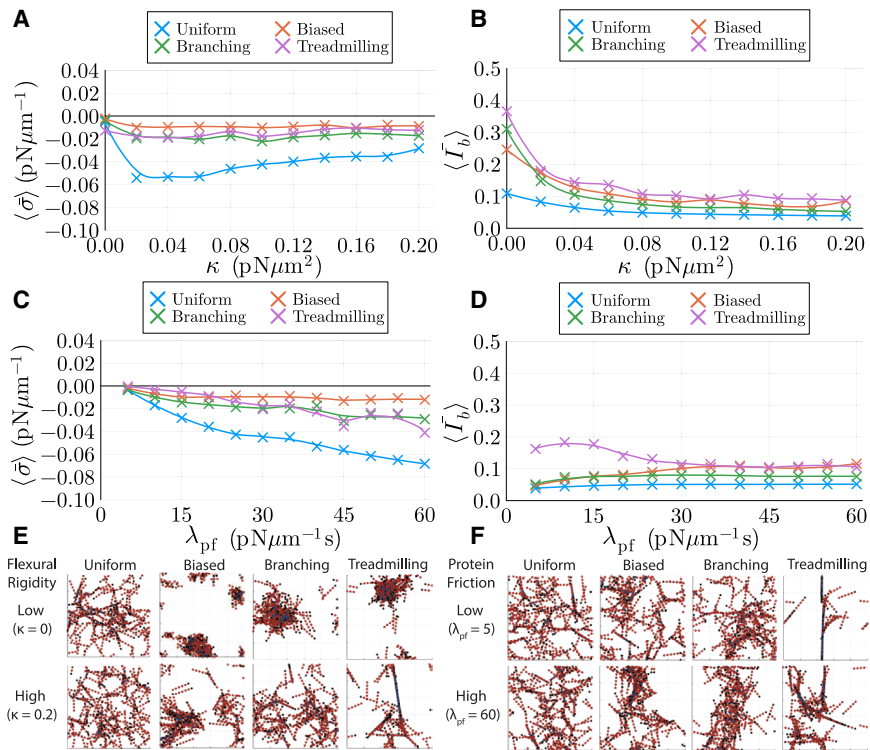 A
Uniform Biased
Branching Treadmilling
0.04
0.02
0.00
−0.02
−0.04
−0.06
−0.08
−0.10
⟨σ̄⟩ (pNμm⁻¹)
0.00 0.04 0.08 0.12 0.16 0.20
κ (pNμm²)
B
Uniform Biased
Branching Treadmilling
0.5
0.4
0.3
0.2
0.1
0.0
⟨Ī_b⟩
0.00 0.04 0.08 0.12 0.16 0.20
κ (pNμm²)
C
Uniform Biased
Branching Treadmilling
0.04
0.02
0.00
−0.02
−0.04
−0.06
−0.08
−0.10
⟨σ̄⟩ (pNμm⁻¹)
0 15 30 45 60
λ_pf (pNμm⁻¹s)
D
Uniform Biased
Branching Treadmilling
0.5
0.4
0.3
0.2
0.1
0.0
⟨Ī_b⟩
0 15 30 45 60
λ_pf (pNμm⁻¹s)
E
Flexural
Rigidity
Uniform Biased Branching Treadmilling
Low
(κ = 0)
High
(κ = 0.2)
F
Protein
Friction
Uniform Biased Branching Treadmilling
Low
(λ_pf = 5)
High
(λ_pf = 60)